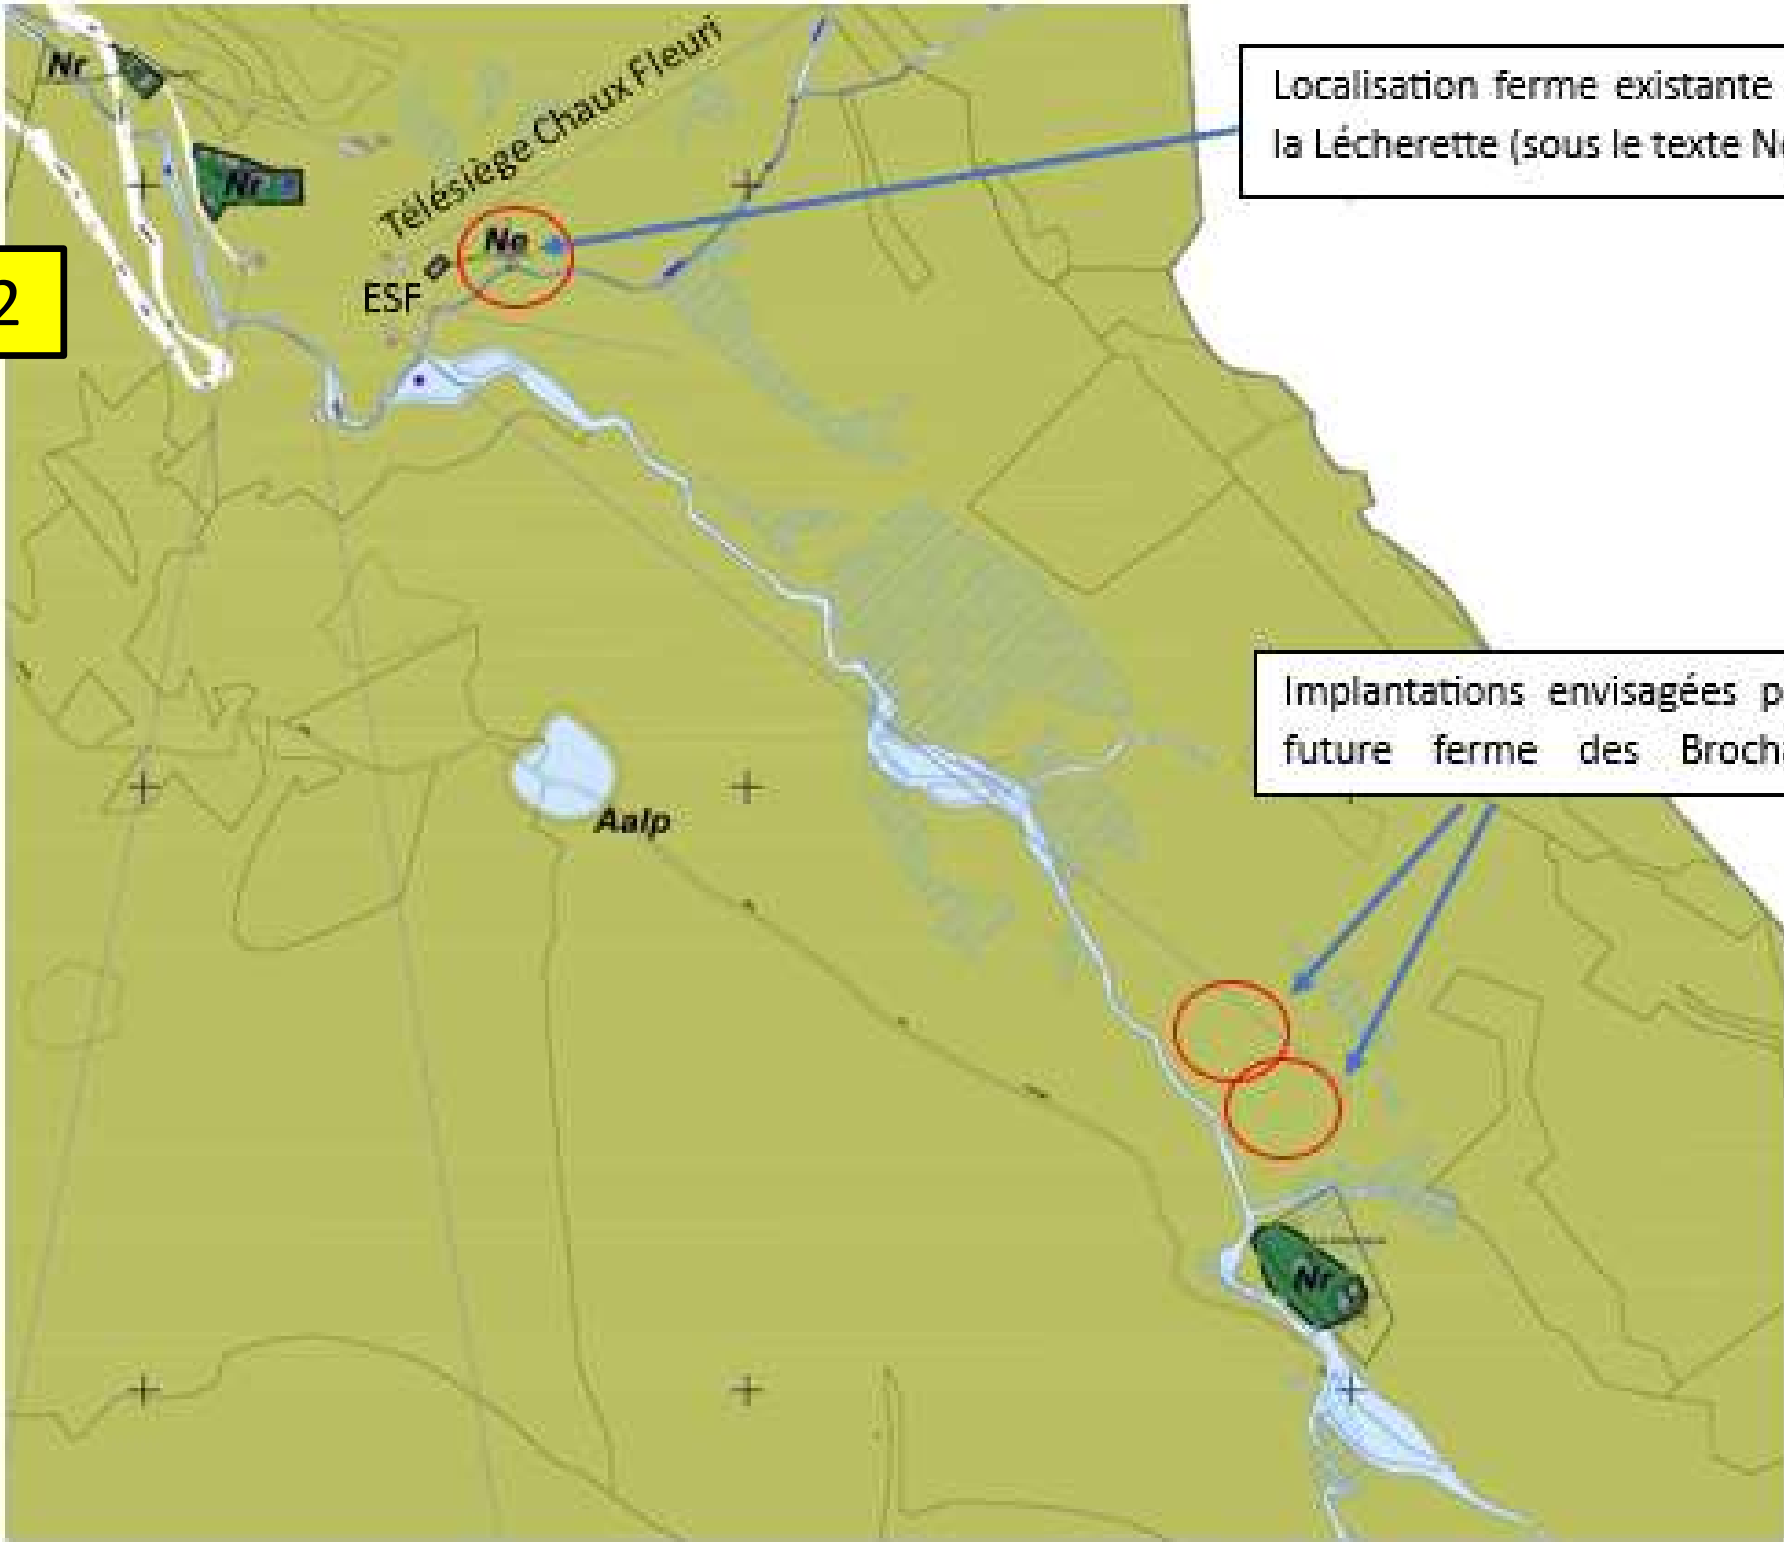 Nr
Nr
Télésiège Chaux Fleuri
Ne
ESF
2
Localisation ferme existante
la Lécherette (sous le texte
Implantations envisagées
future ferme des
Aalp
Nr